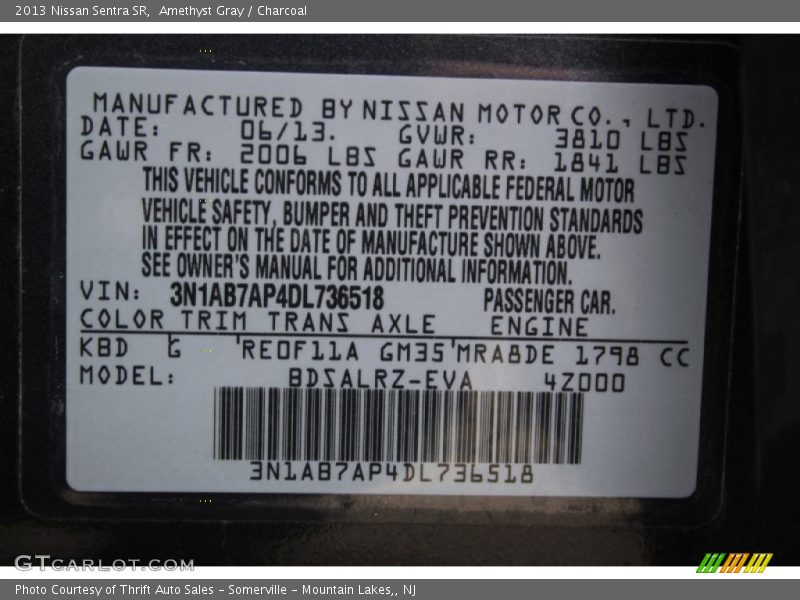 2013 Nissan Sentra SR,  Amethyst Gray / Charcoal
MANUFACTURED BY NISSAN MOTOR CO., LTD.
DATE: 06/13. GVWR: 3810 LBS
GAWR FR: 2006 LBS GAWR RR: 1841 LBS
THIS VEHICLE CONFORMS TO ALL APPLICABLE FEDERAL MOTOR
VEHICLE SAFETY, BUMPER AND THEFT PREVENTION STANDARDS
IN EFFECT ON THE DATE OF MANUFACTURE SHOWN ABOVE.
SEE OWNER'S MANUAL FOR ADDITIONAL INFORMATION.
VIN: 3N1AB7AP4DL736518 PASSENGER CAR.
COLOR TRIM TRANS AXLE ENGINE
KBD G RE0F11A GM35 MRA8DE 1798 CC
MODEL: BDSALRZ-EVA 4Z000
3N1AB7AP4DL736518
GTCARLOT.COM
Photo Courtesy of Thrift Auto Sales – Somerville – Mountain Lakes,, NJ